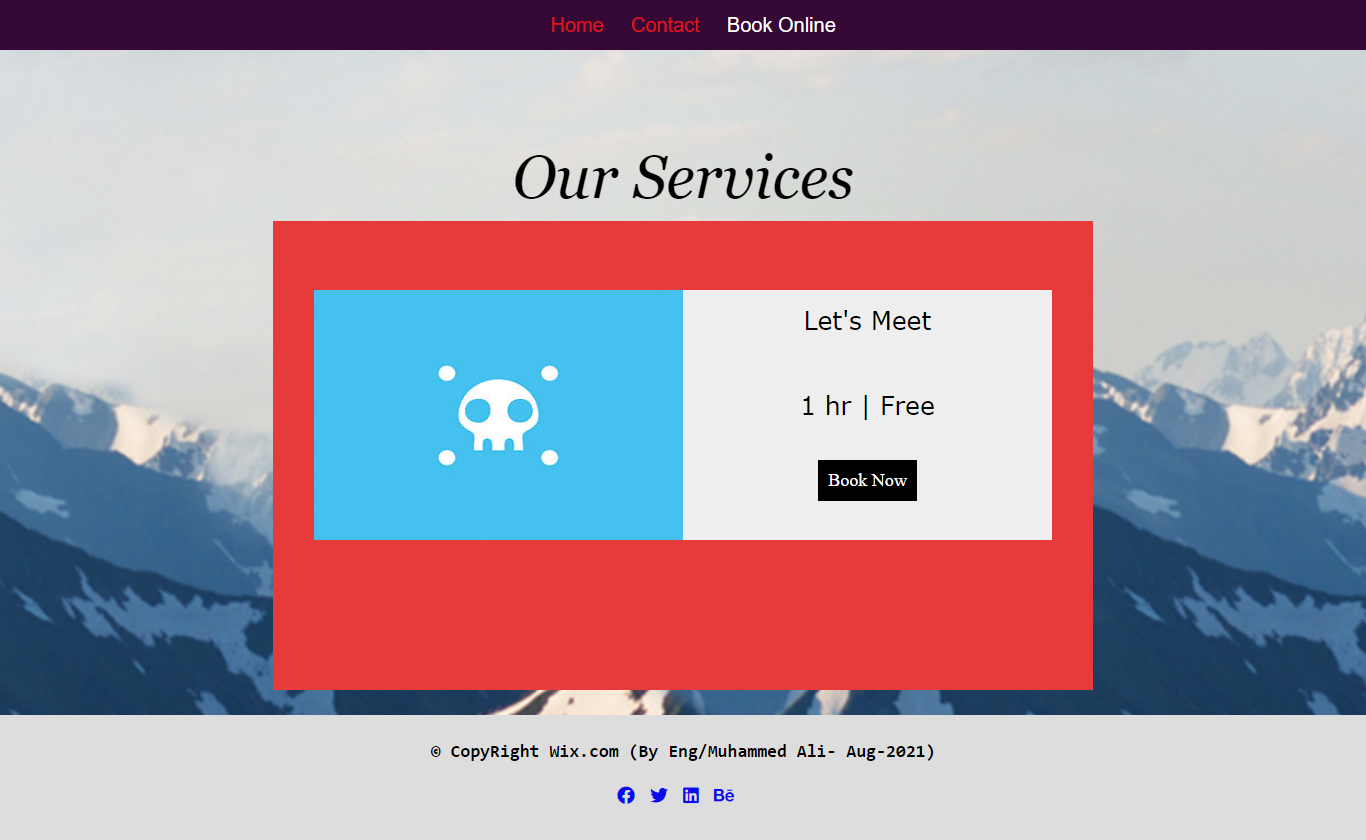 Home Contact Book Online
Our Services
Let's Meet
1 hr | Free
Book Now
© CopyRight Wix.com (By Eng/Muhammed Ali- Aug-2021)
Bē